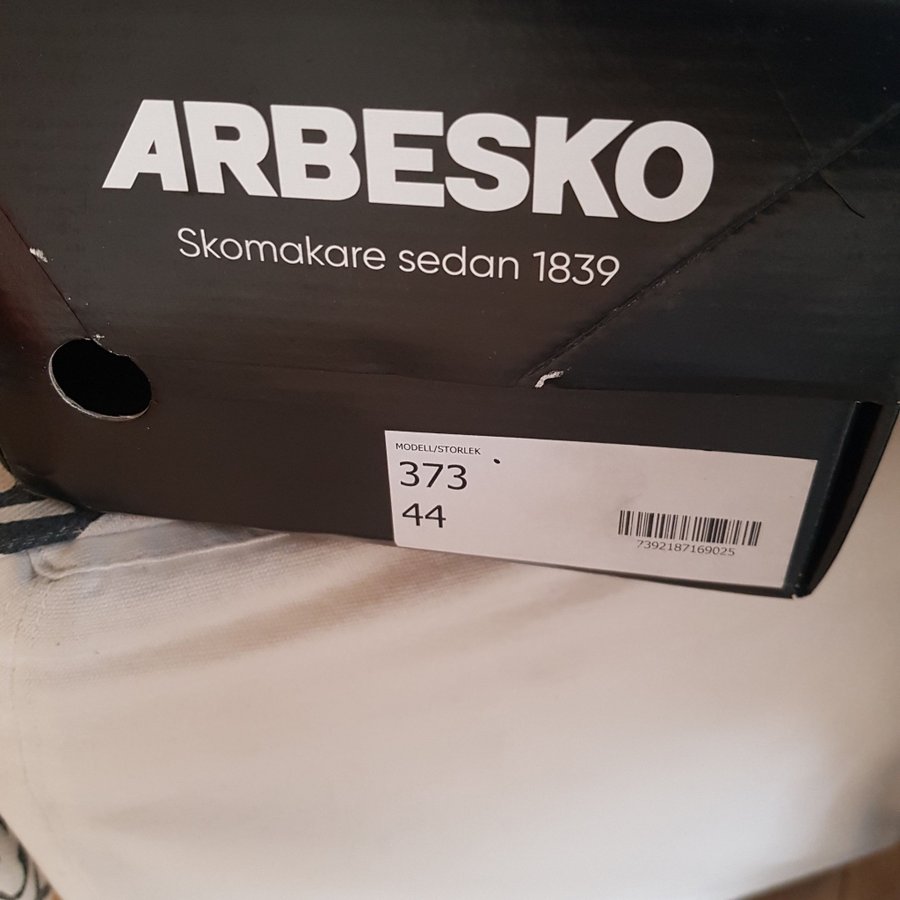 ARBESKO
Skomakare sedan 1839
MODELL/STORLEK
373
44
7392187169025